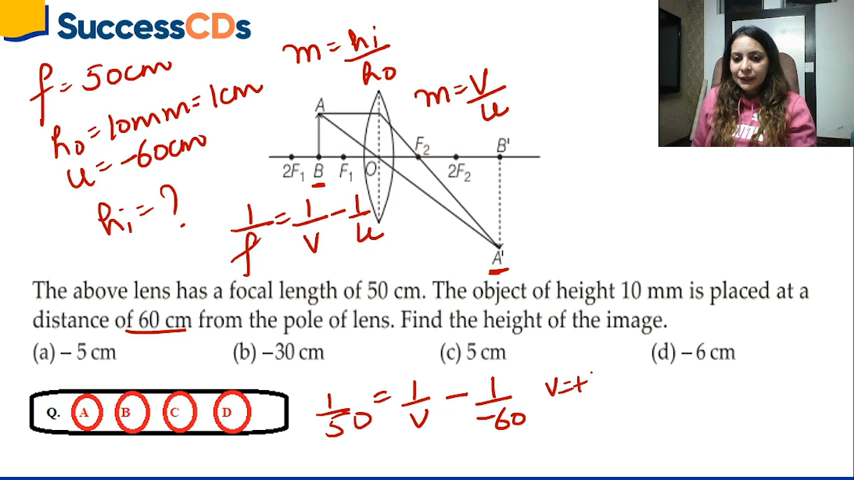 SuccessCDs
f = 50cm
h₀ = 10mm = 1cm
u = -60cm
hᵢ = ?
m = hᵢ/h₀
m = v/u
A
2F₁ B F₁ O F₂ 2F₂ B'
A'
1/f = 1/v - 1/u
The above lens has a focal length of 50 cm. The object of height 10 mm is placed at a
distance of 60 cm from the pole of lens. Find the height of the image.
(a) – 5 cm (b) –30 cm (c) 5 cm (d) – 6 cm
Q. A B C D
1/50 = 1/v - 1/-60 v=+